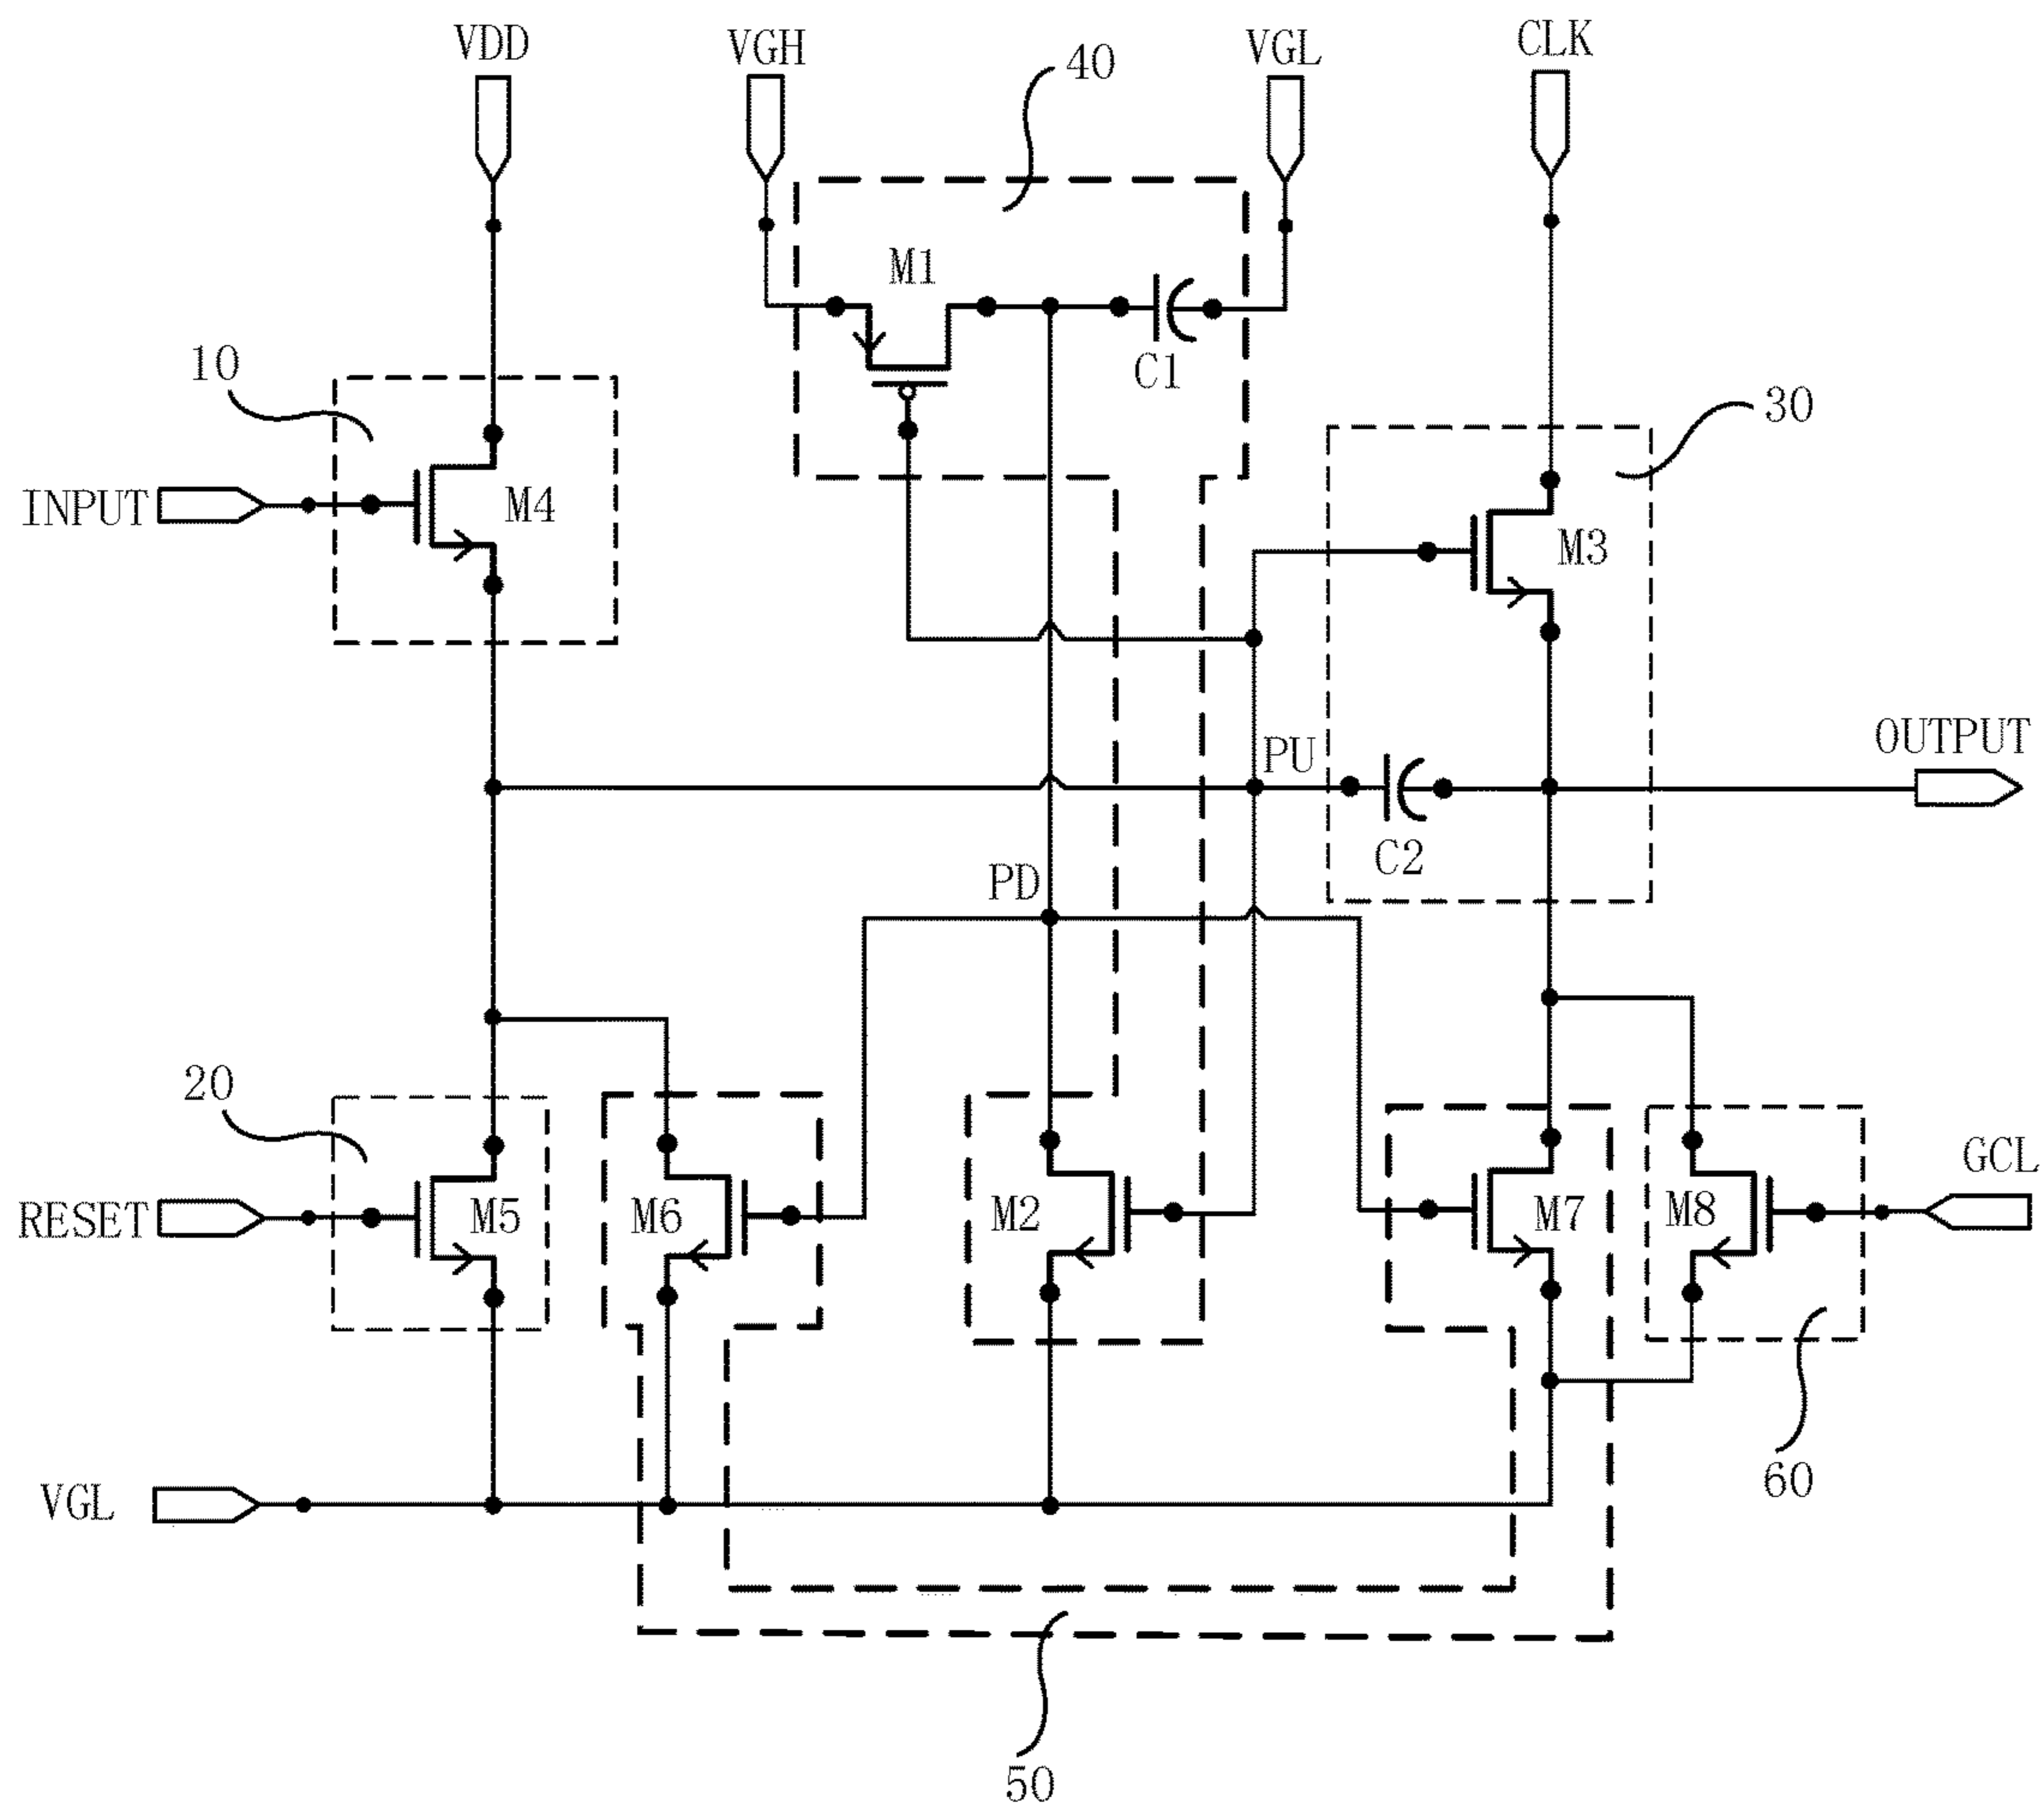 VDD
VGH
40
VGL
CLK
M1
C1
10
30
INPUT
M4
M3
PU
OUTPUT
C2
PD
20
GCL
RESET
M5
M6
M2
M7
M8
VGL
60
50